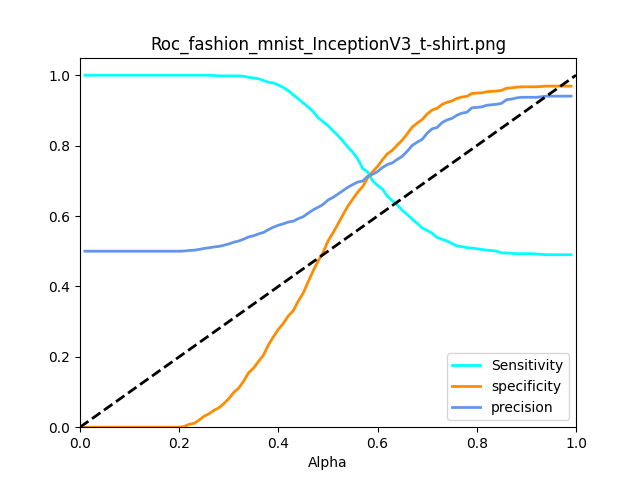 Roc_fashion_mnist_InceptionV3_t-shirt.png
1.0
0.8
0.6
0.4
0.2
0.0
Sensitivity
specificity
precision
0.0 0.2 0.4 0.6 0.8 1.0
Alpha